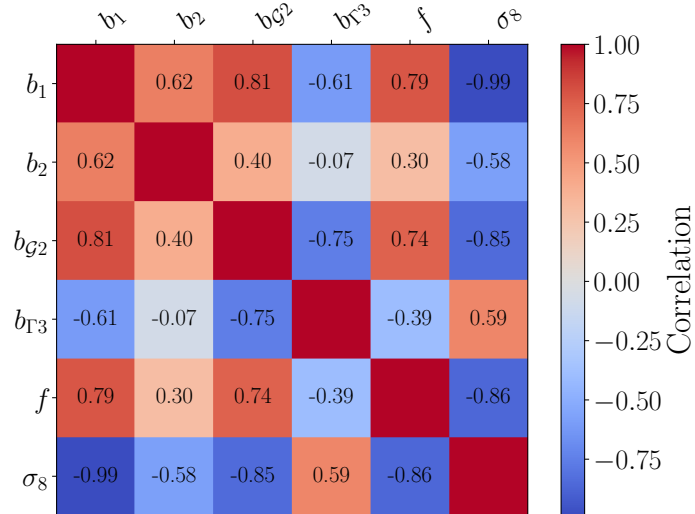 b₁ b₂ b𝒢₂ bΓ3 f σ₈
b₁ 0.62 0.81 -0.61 0.79 -0.99
b₂ 0.62 0.40 -0.07 0.30 -0.58
b𝒢₂ 0.81 0.40 -0.75 0.74 -0.85
bΓ3 -0.61 -0.07 -0.75 -0.39 0.59
f 0.79 0.30 0.74 -0.39 -0.86
σ₈ -0.99 -0.58 -0.85 0.59 -0.86
1.00
0.75
0.50
0.25
0.00
−0.25
−0.50
−0.75
Correlation